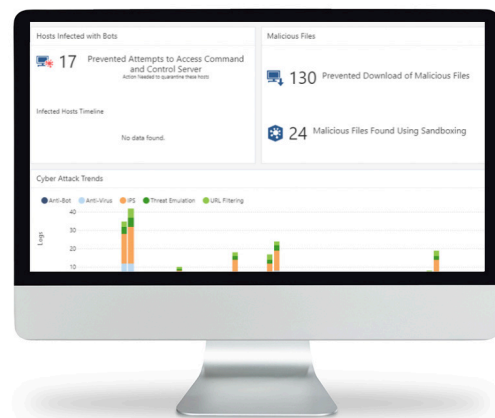 Hosts Infected with Bots
17 Prevented Attempts to Access Command
and Control Server
Action needed to quarantine these hosts
Infected Hosts Timeline
No data found.
Malicious Files
130 Prevented Download of Malicious Files
24 Malicious Files Found Using Sandboxing
Cyber Attack Trends
Anti-Bot Anti-Virus IPS Threat Emulation URL Filtering
Logs
40
30
20
10